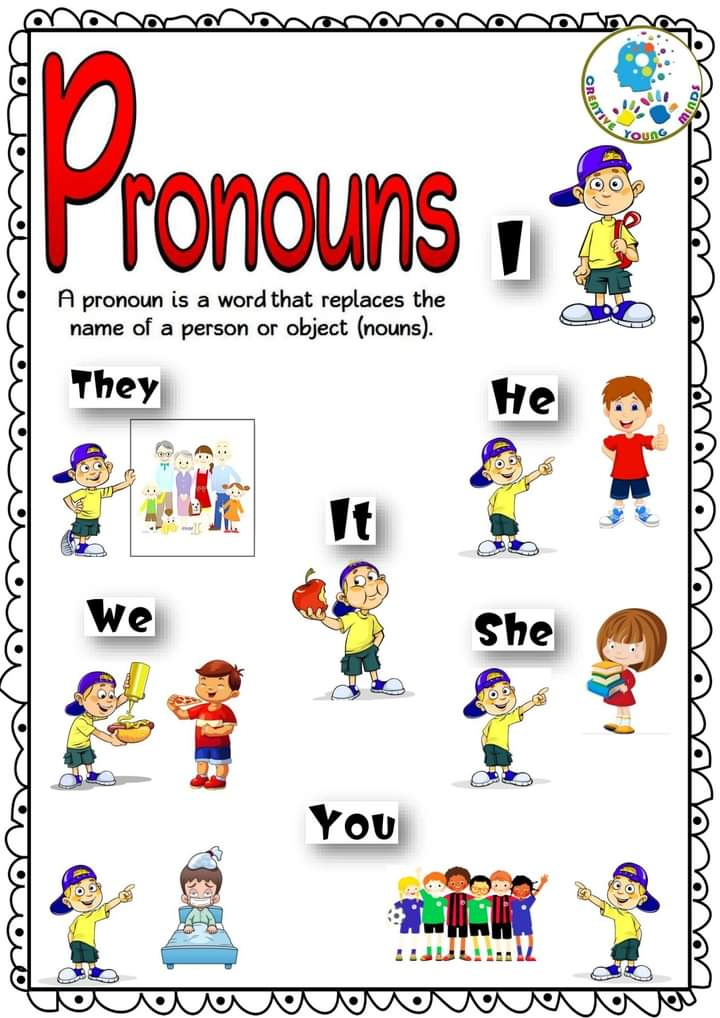 CREATIVE YOUNG MINDS
Pronouns
I
A pronoun is a word that replaces the
name of a person or object (nouns).
They
He
It
We
She
You